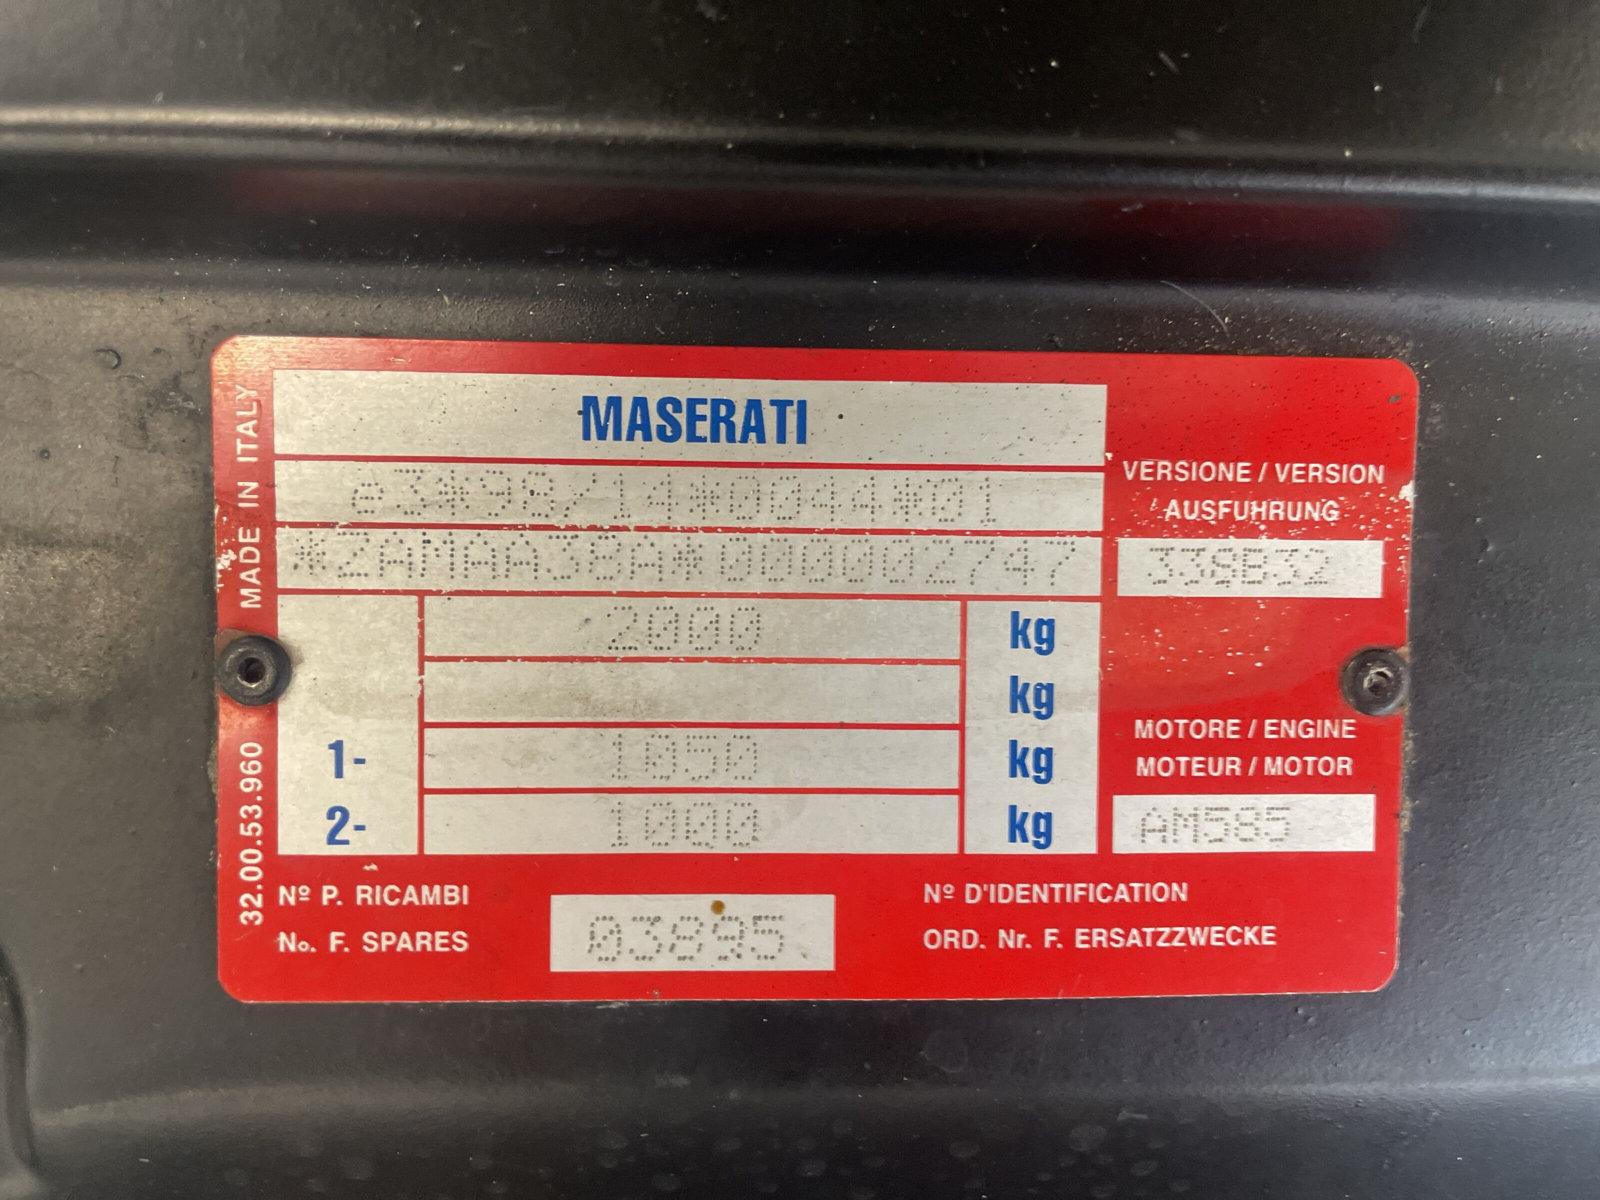 MASERATI
MADE IN ITALY
32.00.53.960
e3*98/14*0044*01
*ZAMAA38A*000002747
VERSIONE / VERSION
AUSFUHRUNG
2000 kg
kg
1- 1050 kg
2- 1000 kg
MOTORE / ENGINE
MOTEUR / MOTOR
AM585
Nº P. RICAMBI
No. F. SPARES
Nº D'IDENTIFICATION
ORD. Nr. F. ERSATZZWECKE